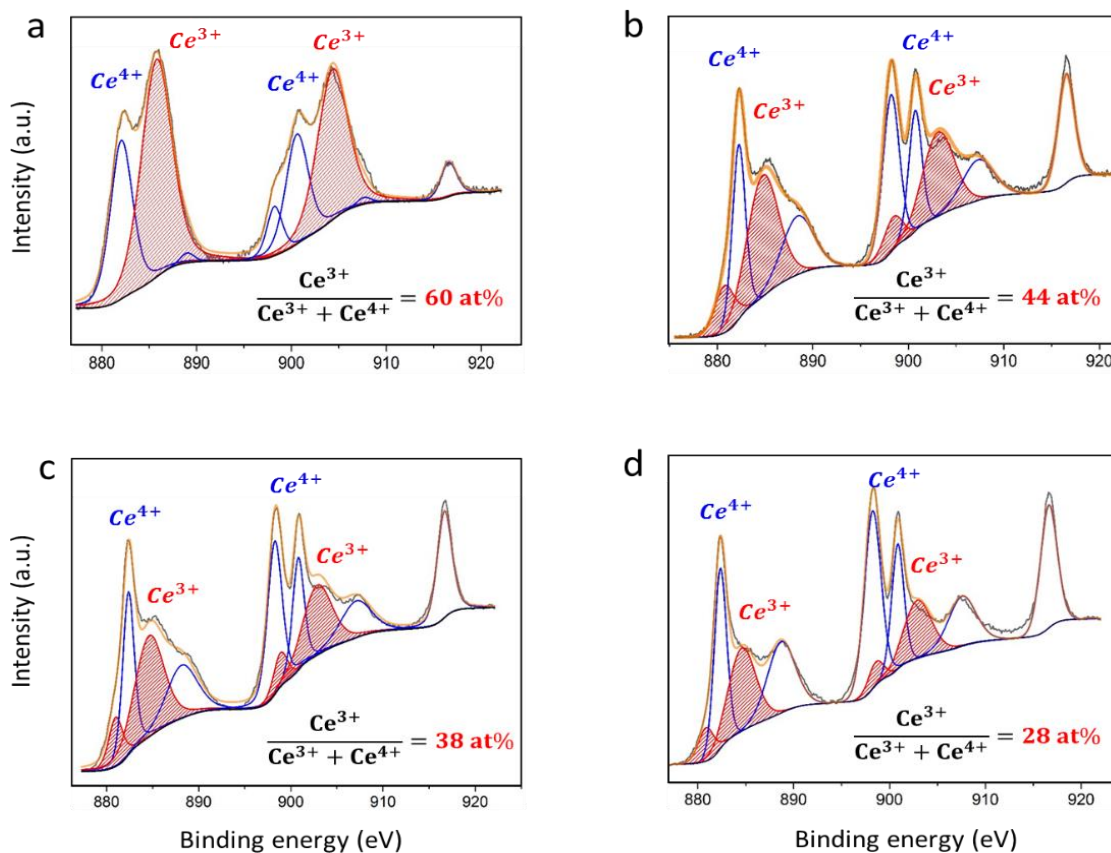 a
Ce³⁺
Ce³⁺
Ce⁴⁺
Ce⁴⁺
Intensity (a.u.)
Ce³⁺
Ce³⁺ + Ce⁴⁺ = 60 at%
880 890 900 910 920
b
Ce⁴⁺
Ce⁴⁺
Ce³⁺
Ce³⁺
Ce³⁺
Ce³⁺ + Ce⁴⁺ = 44 at%
880 890 900 910 920
c
Ce⁴⁺
Ce⁴⁺
Ce³⁺
Ce³⁺
Intensity (a.u.)
Ce³⁺
Ce³⁺ + Ce⁴⁺ = 38 at%
880 890 900 910 920
Binding energy (eV)
d
Ce⁴⁺
Ce⁴⁺
Ce³⁺
Ce³⁺
Ce³⁺
Ce³⁺ + Ce⁴⁺ = 28 at%
880 890 900 910 920
Binding energy (eV)